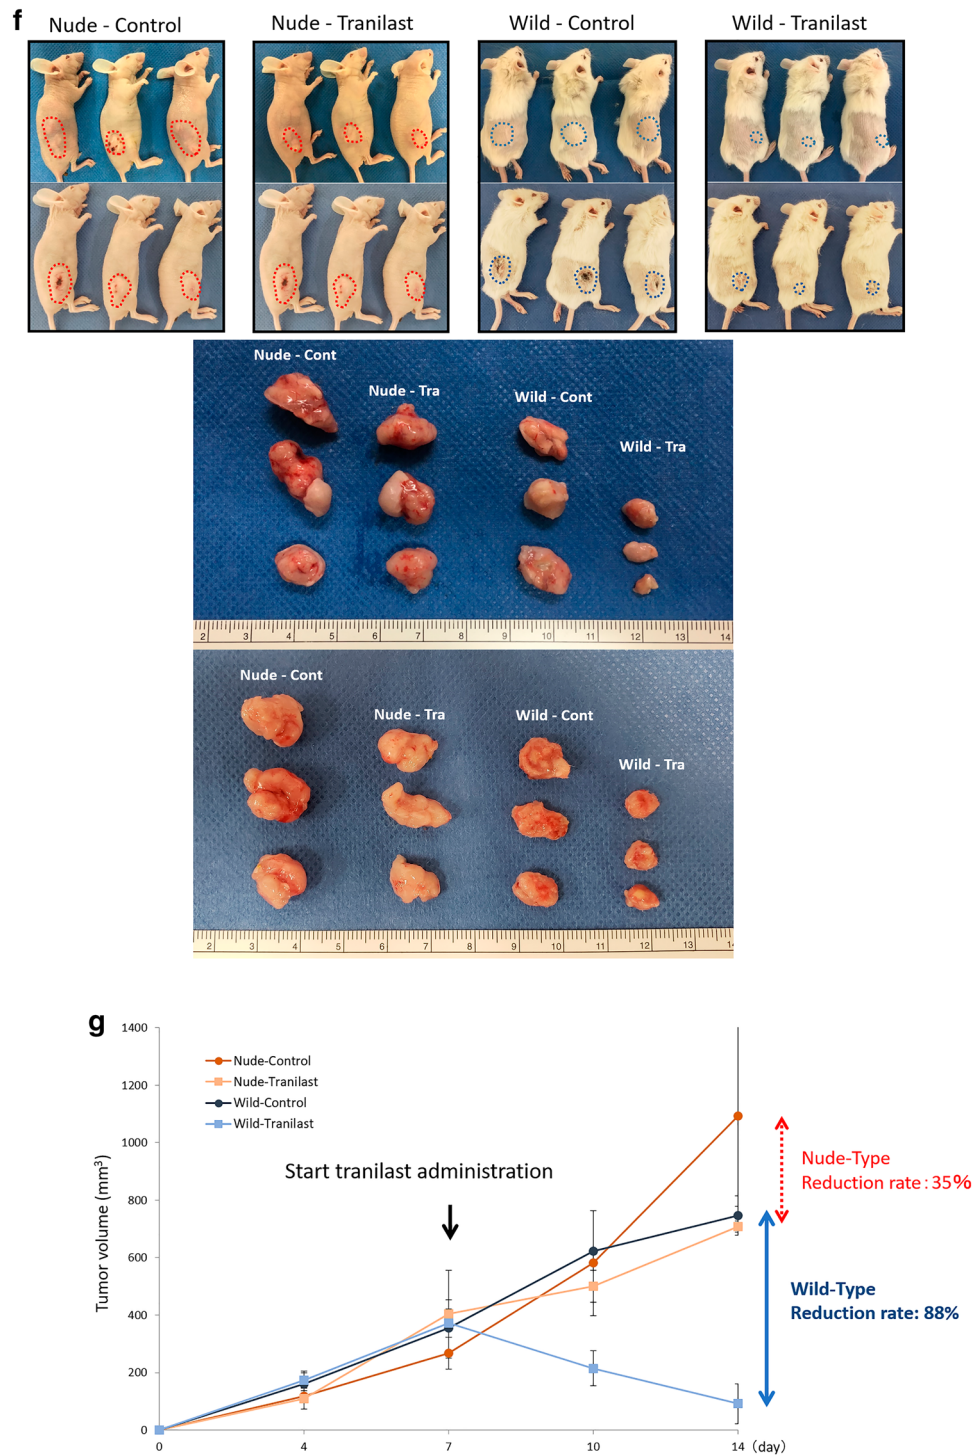 f
Nude - Control
Nude - Tranilast
Wild - Control
Wild - Tranilast
Nude - Cont
Nude - Tra
Wild - Cont
Wild - Tra
2 3 4 5 6 7 8 9 10 11 12 13 14
Nude - Cont
Nude - Tra
Wild - Cont
Wild - Tra
2 3 4 5 6 7 8 9 10 11 12 13
g
1400
1200
1000
800
600
400
200
0
Tumor volume (mm³)
Nude-Control
Nude-Tranilast
Wild-Control
Wild-Tranilast
Start tranilast administration
Nude-Type
Reduction rate : 35%
Wild-Type
Reduction rate: 88%
0 4 7 10 14 (day)